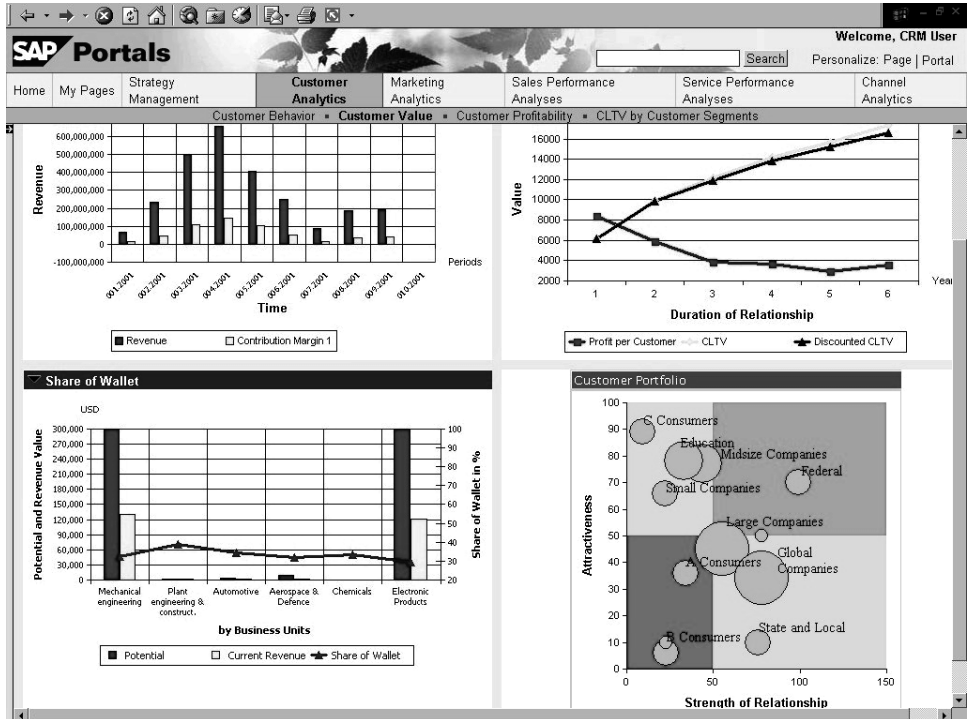 SAP Portals
Welcome, CRM User
Search
Personalize: Page | Portal
Home
My Pages
Strategy
Management
Customer
Analytics
Marketing
Analytics
Sales Performance
Analyses
Service Performance
Analyses
Channel
Analytics
Customer Behavior ▪ Customer Value ▪ Customer Profitability ▪ CLTV by Customer Segments
Revenue
600,000,000
500,000,000
400,000,000
300,000,000
200,000,000
100,000,000
0
-100,000,000
Periods
001.2001 002.2001 003.2001 004.2001 005.2001 006.2001 007.2001 008.2001 009.2001 010.2001
Time
Revenue Contribution Margin 1
Value
16000
14000
12000
10000
8000
6000
4000
2000
Year
1 2 3 4 5 6
Duration of Relationship
Profit per Customer CLTV Discounted CLTV
Share of Wallet
USD
Potential and Revenue Value
300,000
270,000
240,000
210,000
180,000
150,000
120,000
90,000
60,000
30,000
0
100
90
80
70
60
50
40
30
20
Share of Wallet in %
Mechanical
engineering
Plant
engineering &
construct.
Automotive
Aerospace &
Defence
Chemicals
Electronic
Products
by Business Units
Potential Current Revenue Share of Wallet
Customer Portfolio
Attractiveness
100
90
80
70
60
50
40
30
20
10
0
C Consumers
Education
Midsize Companies
Federal
Small Companies
Large Companies
Global
Companies
A Consumers
State and Local
B Consumers
0 50 100 150
Strength of Relationship